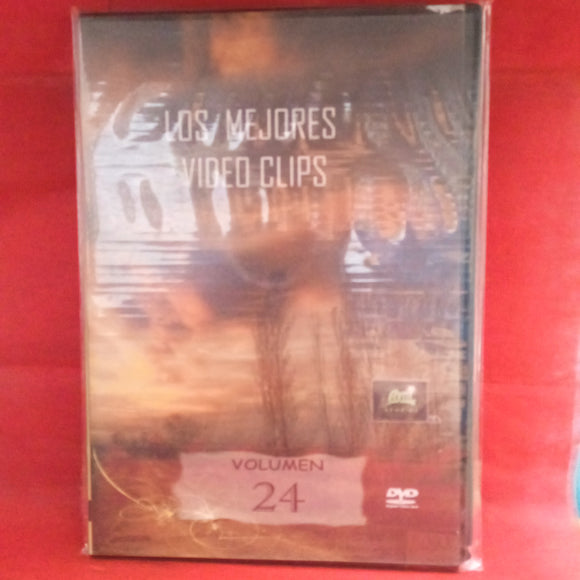 LOS MEJORES
VIDEO CLIPS
VOLUMEN
24
DVD